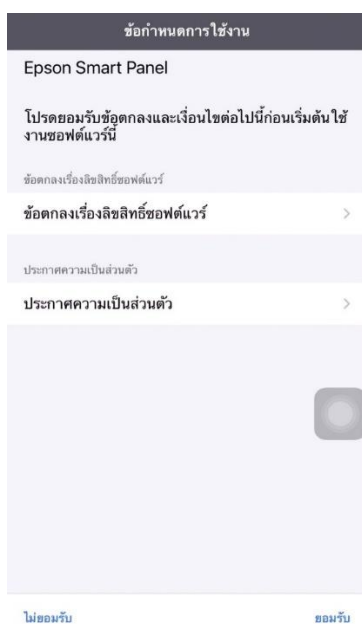 ข้อกำหนดการใช้งาน
Epson Smart Panel
โปรดยอมรับข้อตกลงและเงื่อนไขต่อไปนี้ก่อนเริ่มต้นใช้
งานซอฟต์แวร์นี้
ข้อตกลงเรื่องลิขสิทธิ์ซอฟต์แวร์
ข้อตกลงเรื่องลิขสิทธิ์ซอฟต์แวร์
ประกาศความเป็นส่วนตัว
ประกาศความเป็นส่วนตัว
ไม่ยอมรับ ยอมรับ